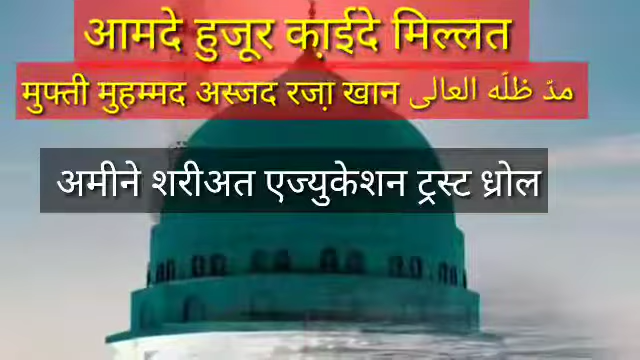 आमदे हुजूर क़ाईदे मिल्लत
मुफ्ती मुहम्मद अस्जद रज़ा खान مدّ ظلّه العالی
अमीने शरीअत एज्युकेशन ट्रस्ट ध्रोल